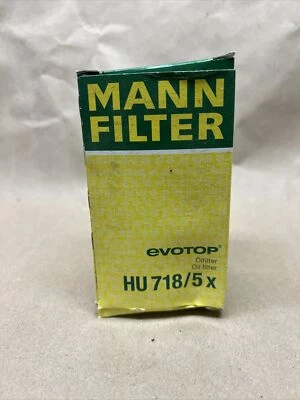 MANN
FILTER
evotop®
Ölfilter
Oil filter
HU 718/5 x